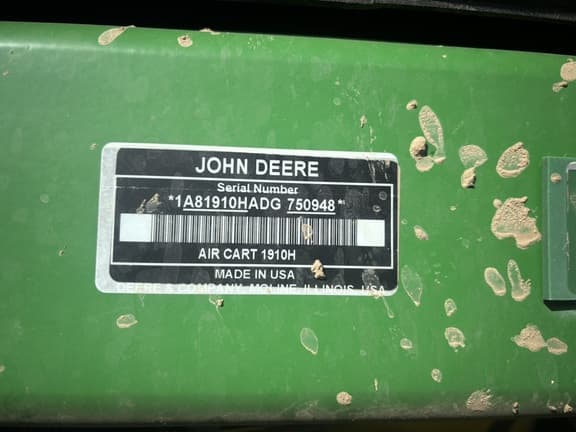 JOHN DEERE
Serial Number
*1A81910HADG 750948*
AIR CART 1910H
MADE IN USA
DEERE & COMPANY, MOLINE, ILLINOIS, USA